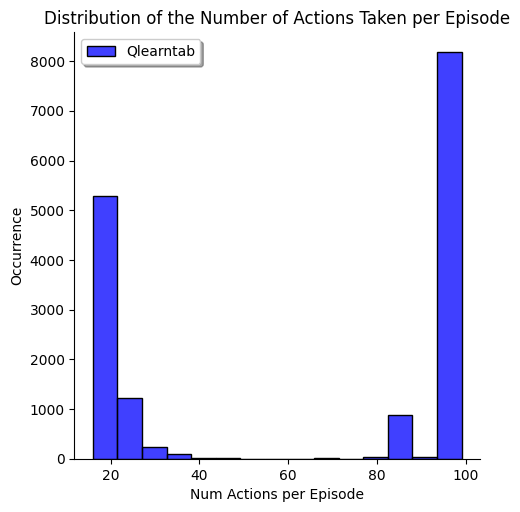 Distribution of the Number of Actions Taken per Episode
Qlearntab
8000
7000
6000
5000
4000
3000
2000
1000
0
Occurrence
20 40 60 80 100
Num Actions per Episode